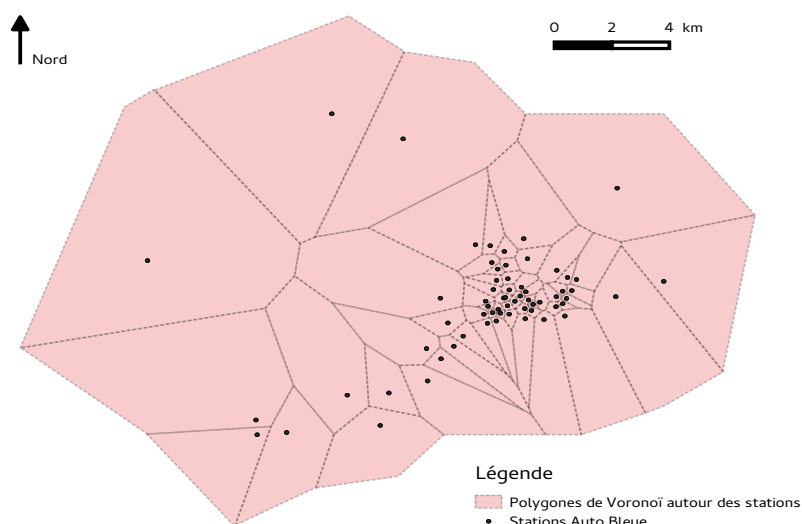 Nord
0 2 4 km
Légende
Polygones de Voronoï autour des stations
Stations Auto Bleue